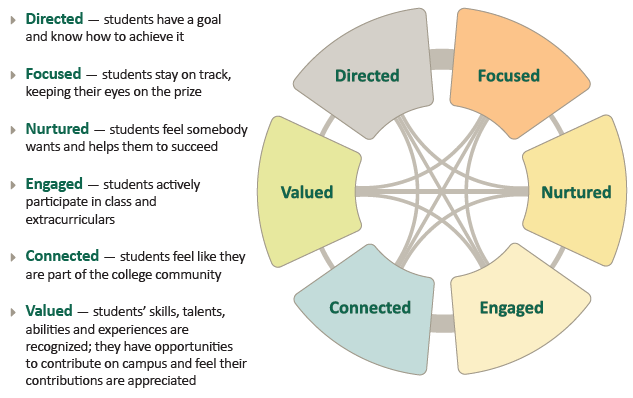 Directed — students have a goal
and know how to achieve it
Focused — students stay on track,
keeping their eyes on the prize
Nurtured — students feel somebody
wants and helps them to succeed
Engaged — students actively
participate in class and
extracurriculars
Connected — students feel like they
are part of the college community
Valued — students’ skills, talents,
abilities and experiences are
recognized; they have opportunities
to contribute on campus and feel their
contributions are appreciated
Directed
Focused
Valued
Nurtured
Connected
Engaged